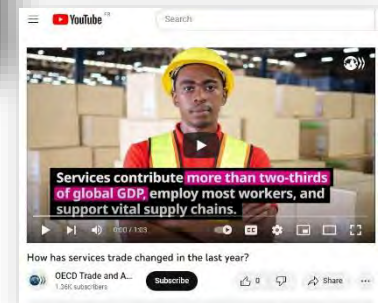 YouTube
Search
Services contribute more than two-thirds
of global GDP, employ most workers, and
support vital supply chains.
0:00 / 1:03
CC
How has services trade changed in the last year?
OECD Trade and A...
1.36K subscribers
Subscribe
0
Share